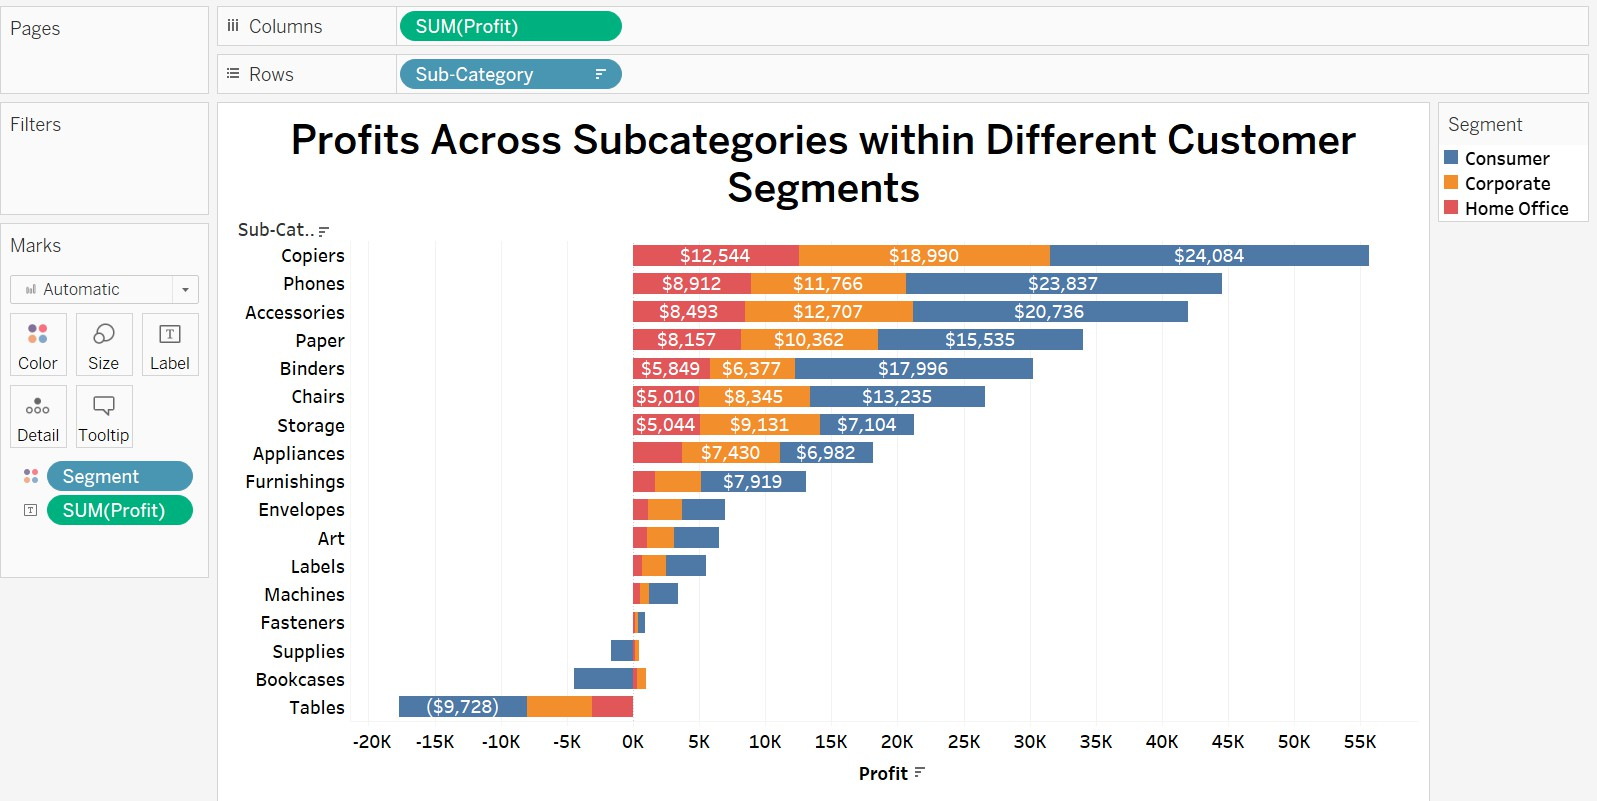 Pages
Columns SUM(Profit)
Rows Sub-Category
Filters
Marks
Automatic
Color Size Label
Detail Tooltip
Segment
SUM(Profit)
Profits Across Subcategories within Different Customer
Segments
Sub-Cat..
Copiers $12,544 $18,990 $24,084
Phones $8,912 $11,766 $23,837
Accessories $8,493 $12,707 $20,736
Paper $8,157 $10,362 $15,535
Binders $5,849 $6,377 $17,996
Chairs $5,010 $8,345 $13,235
Storage $5,044 $9,131 $7,104
Appliances $7,430 $6,982
Furnishings $7,919
Envelopes
Art
Labels
Machines
Fasteners
Supplies
Bookcases
Tables ($9,728)
-20K -15K -10K -5K 0K 5K 10K 15K 20K 25K 30K 35K 40K 45K 50K 55K
Profit
Segment
Consumer
Corporate
Home Office